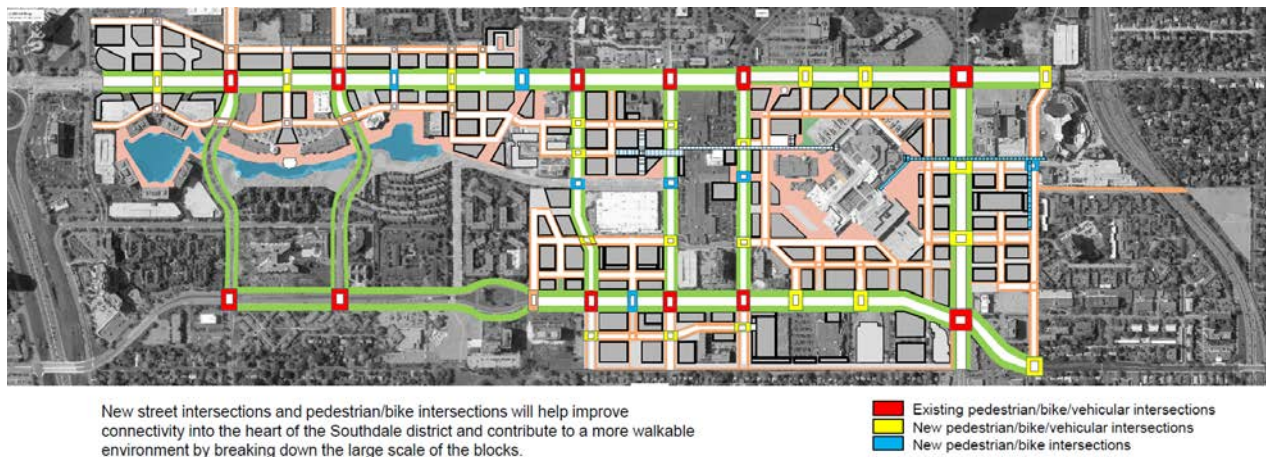 New street intersections and pedestrian/bike intersections will help improve
connectivity into the heart of the Southdale district and contribute to a more walkable
environment by breaking down the large scale of the blocks.
Existing pedestrian/bike/vehicular intersections
New pedestrian/bike/vehicular intersections
New pedestrian/bike intersections